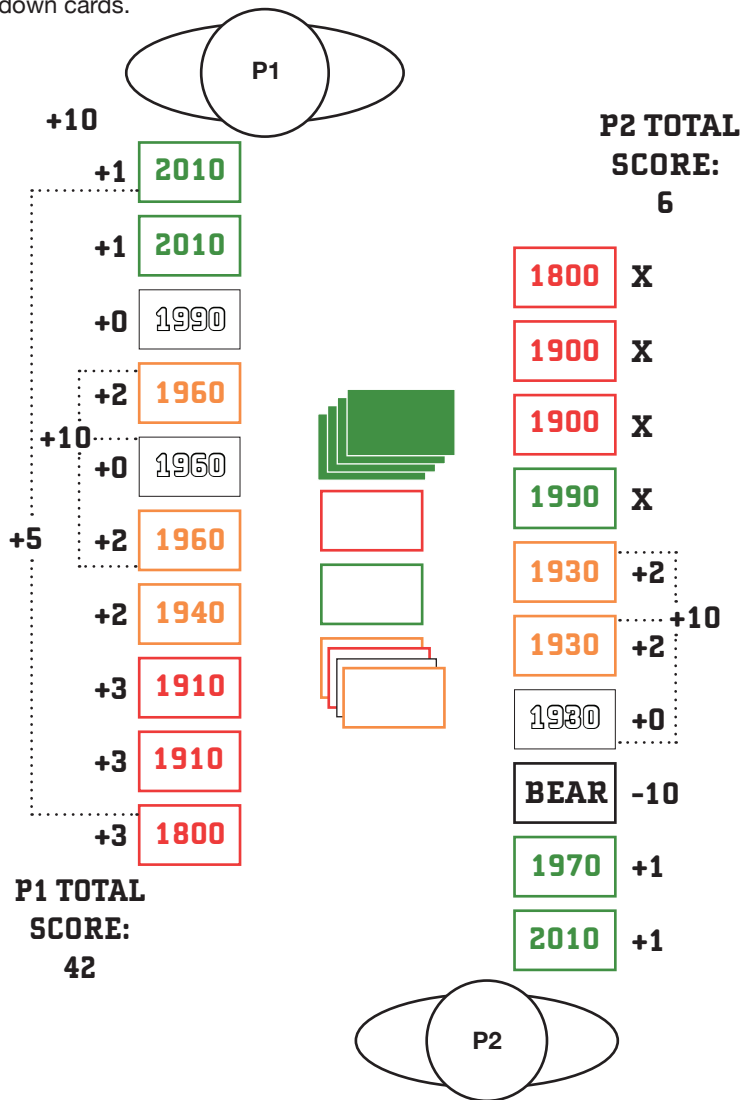 down cards.
P1
+10
+1 2010
+1 2010
+0 1990
+2 1960
+10
+0 1960
+5
+2 1960
+2 1940
+3 1910
+3 1910
+3 1800
P1 TOTAL
SCORE:
42
P2 TOTAL
SCORE:
6
1800 X
1900 X
1900 X
1990 X
1930 +2
+10
1930 +2
1930 +0
BEAR -10
1970 +1
2010 +1
P2